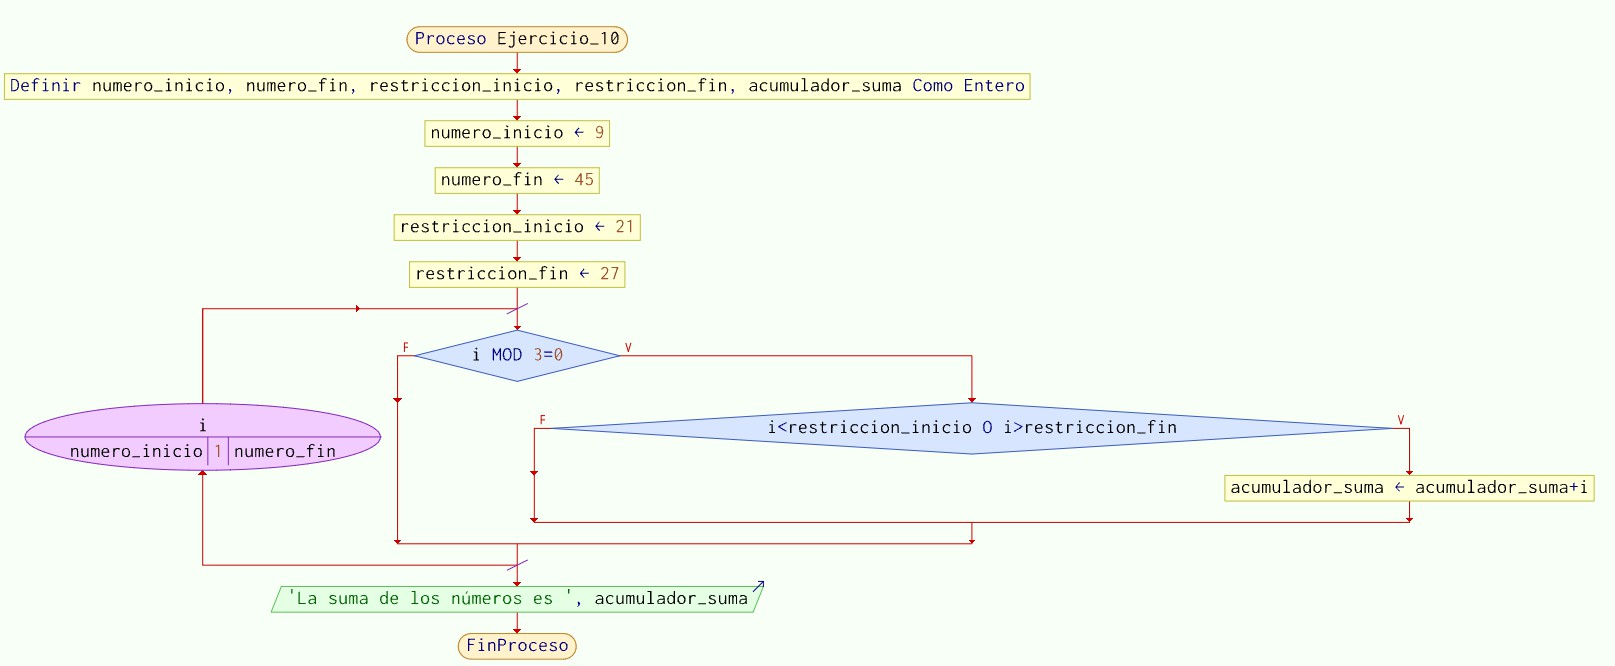 Proceso Ejercicio_10
Definir numero_inicio, numero_fin, restriccion_inicio, restriccion_fin, acumulador_suma Como Entero
numero_inicio ← 9
numero_fin ← 45
restriccion_inicio ← 21
restriccion_fin ← 27
F
i MOD 3=0
V
i
numero_inicio 1 numero_fin
F
i<restriccion_inicio O i>restriccion_fin
V
acumulador_suma ← acumulador_suma+i
'La suma de los números es ', acumulador_suma
FinProceso